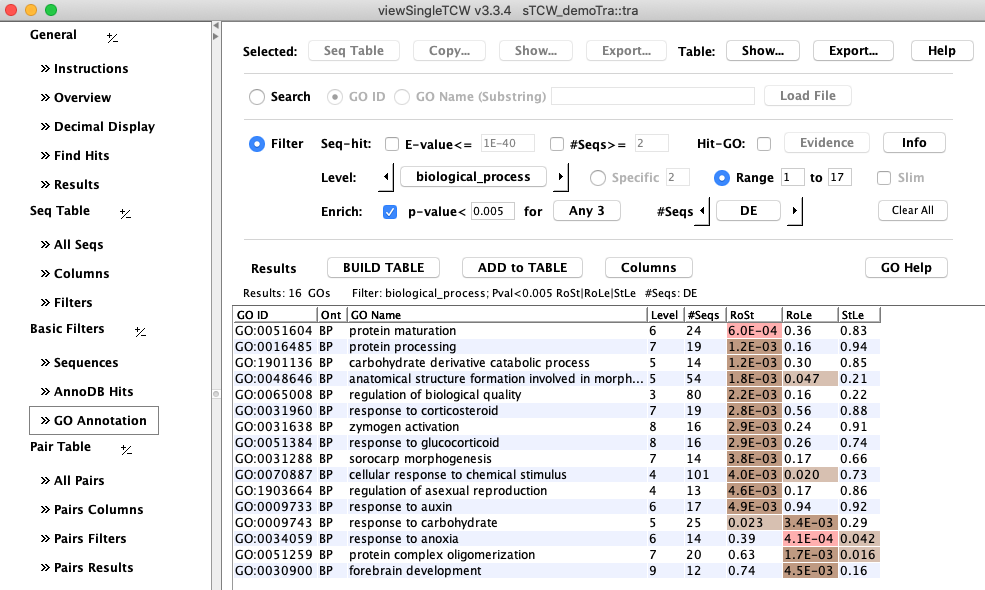 viewSingleTCW v3.3.4   sTCW_demoTra::tra
General +/-
» Instructions
» Overview
» Decimal Display
» Find Hits
» Results
Seq Table +/-
» All Seqs
» Columns
» Filters
Basic Filters +/-
» Sequences
» AnnoDB Hits
» GO Annotation
Pair Table +/-
» All Pairs
» Pairs Columns
» Pairs Filters
» Pairs Results
Selected: Seq Table Copy... Show... Export... Table: Show... Export... Help
Search GO ID GO Name (Substring) Load File
Filter Seq-hit: E-value<= 1E-40 #Seqs>= 2 Hit-GO: Evidence Info
Level: biological_process Specific 2 Range 1 to 17 Slim
Enrich: p-value< 0.005 for Any 3 #Seqs DE Clear All
Results BUILD TABLE ADD to TABLE Columns GO Help
Results: 16 GOs Filter: biological_process; Pval<0.005 RoSt|RoLe|StLe #Seqs: DE
GO ID Ont GO Name Level #Seqs RoSt RoLe StLe
GO:0051604 BP protein maturation 6 24 6.0E-04 0.36 0.83
GO:0016485 BP protein processing 7 19 1.2E-03 0.16 0.94
GO:1901136 BP carbohydrate derivative catabolic process 5 14 1.2E-03 0.30 0.85
GO:0048646 BP anatomical structure formation involved in morph... 5 54 1.8E-03 0.047 0.21
GO:0065008 BP regulation of biological quality 3 80 2.2E-03 0.16 0.22
GO:0031960 BP response to corticosteroid 7 19 2.8E-03 0.56 0.88
GO:0031638 BP zymogen activation 8 16 2.9E-03 0.24 0.91
GO:0051384 BP response to glucocorticoid 8 16 2.9E-03 0.26 0.74
GO:0031288 BP sorocarp morphogenesis 7 14 3.8E-03 0.17 0.66
GO:0070887 BP cellular response to chemical stimulus 4 101 4.0E-03 0.020 0.73
GO:1903664 BP regulation of asexual reproduction 4 13 4.6E-03 0.17 0.86
GO:0009733 BP response to auxin 6 17 4.9E-03 0.94 0.92
GO:0009743 BP response to carbohydrate 5 25 0.023 3.4E-03 0.29
GO:0034059 BP response to anoxia 6 14 0.39 4.1E-04 0.042
GO:0051259 BP protein complex oligomerization 7 20 0.63 1.7E-03 0.016
GO:0030900 BP forebrain development 9 12 0.74 4.5E-03 0.16